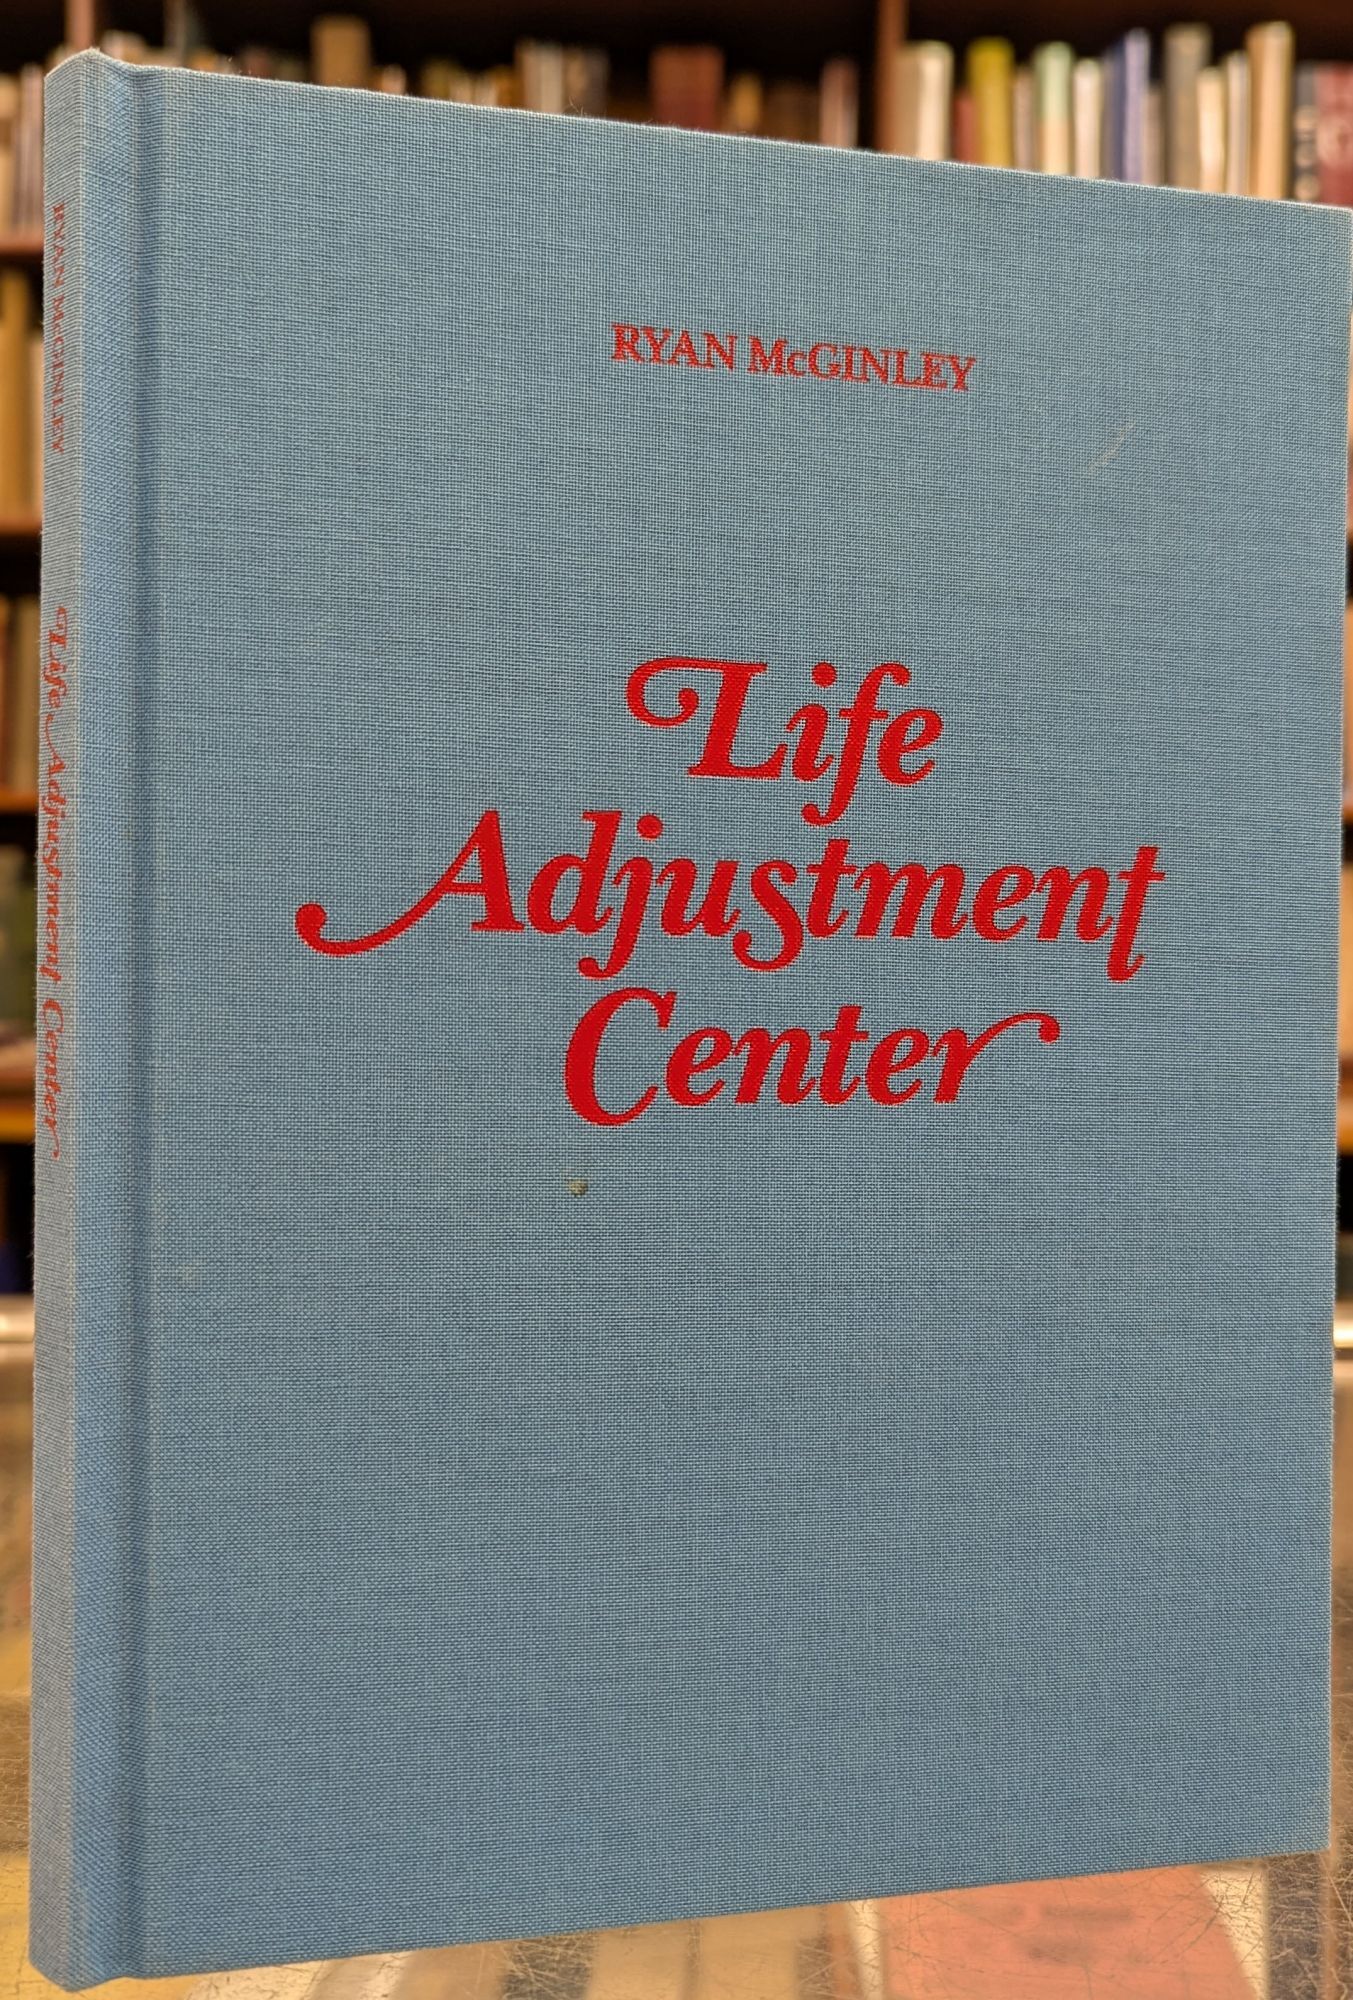 RYAN McGINLEY
Life
Adjustment
Center
RYAN McGINLEY Life Adjustment Center